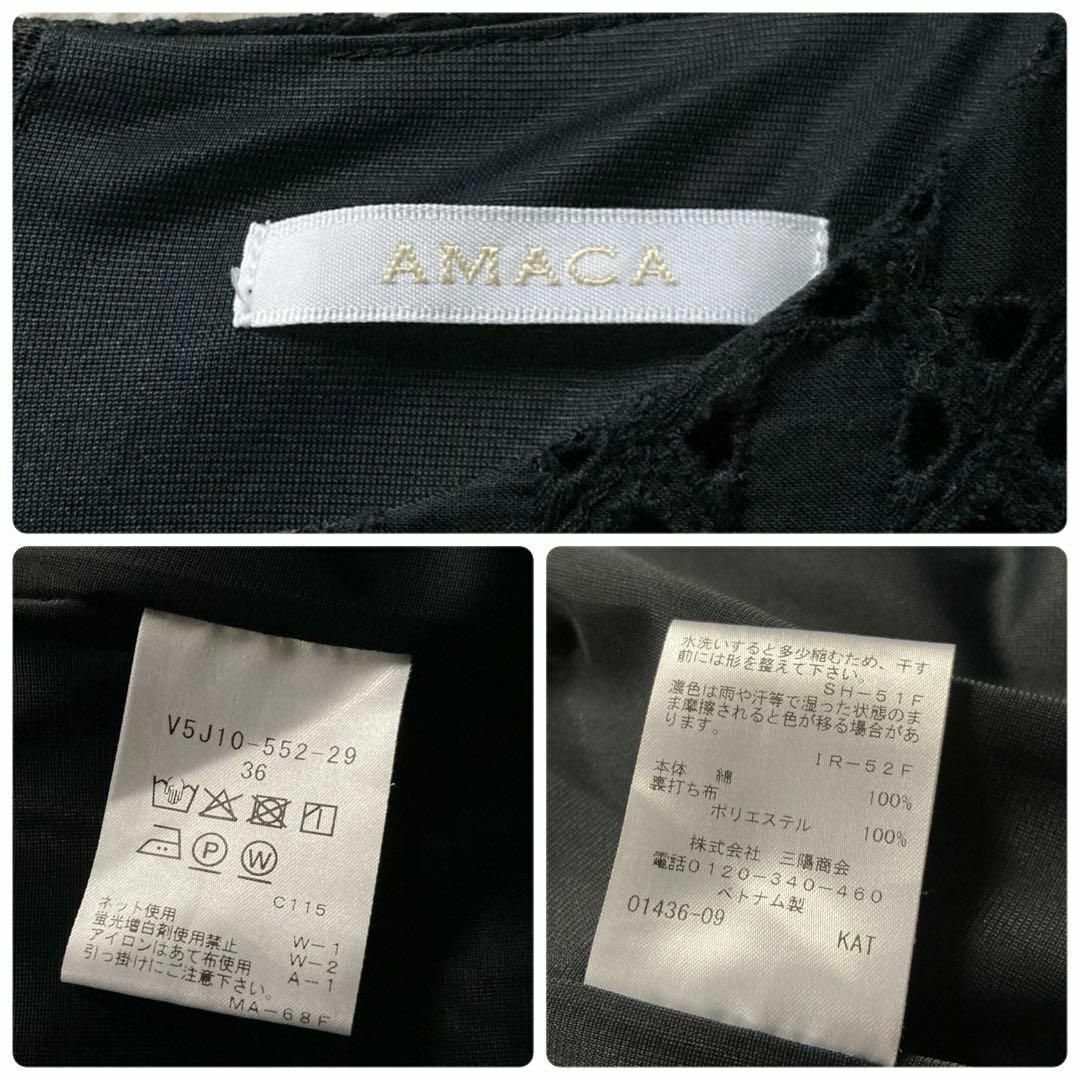 AMACA
V5J10-552-29
36
P W
C115
ネット使用
蛍光増白剤使用禁止 W-1
アイロンはあて布使用 W-2
引っ掛けにご注意下さい。 A-1
MA-68F
水洗いすると多少縮むため、干す
前には形を整えて下さい。
SH-51F
濃色は雨や汗等で湿った状態のま
ま摩擦されると色が移る場合があ
ります。
IR-52F
本体 綿 100%
裏打ち布
ポリエステル 100%
株式会社 三陽商会
電話0120-340-460
ベトナム製
01436-09 KAT